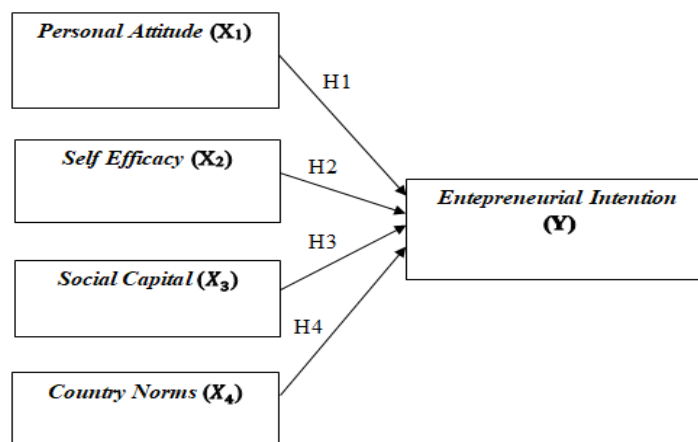 Personal Attitude (X₁)
H1
Self Efficacy (X₂)
H2
Entepreneurial Intention
(Y)
H3
Social Capital (X₃)
H4
Country Norms (X₄)